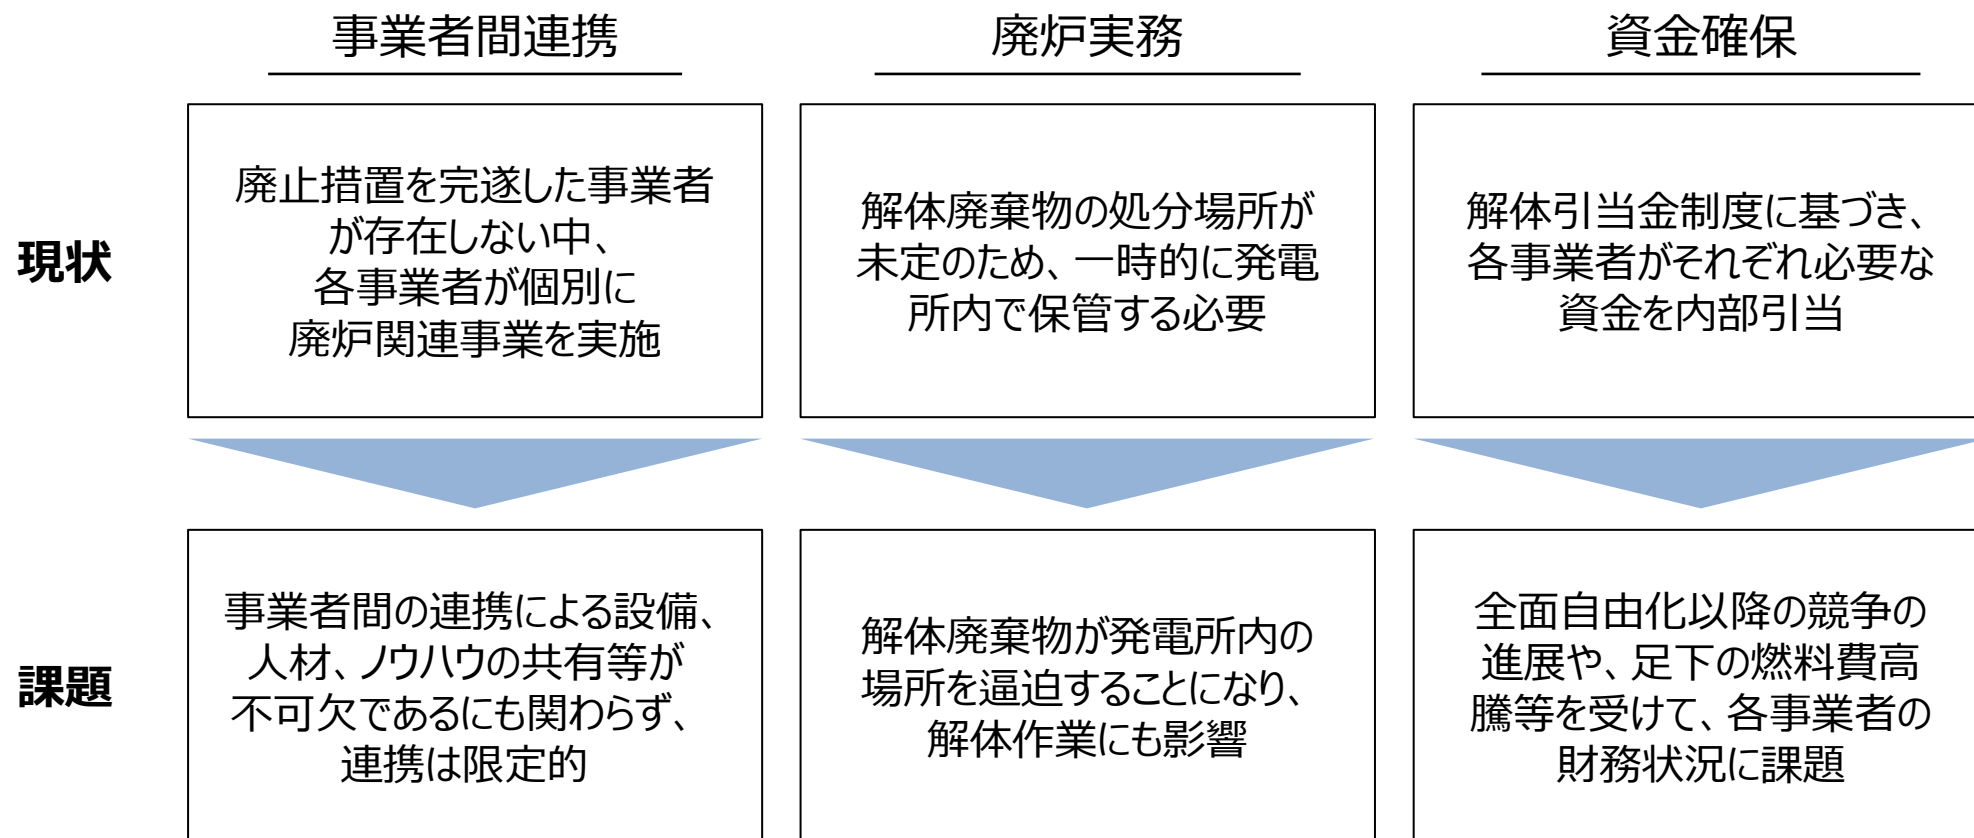 事業者間連携
廃炉実務
資金確保
現状
廃止措置を完遂した事業者
が存在しない中、
各事業者が個別に
廃炉関連事業を実施
解体廃棄物の処分場所が
未定のため、一時的に発電
所内で保管する必要
解体引当金制度に基づき、
各事業者がそれぞれ必要な
資金を内部引当
課題
事業者間の連携による設備、
人材、ノウハウの共有等が
不可欠であるにも関わらず、
連携は限定的
解体廃棄物が発電所内の
場所を逼迫することになり、
解体作業にも影響
全面自由化以降の競争の
進展や、足下の燃料費高
騰等を受けて、各事業者の
財務状況に課題